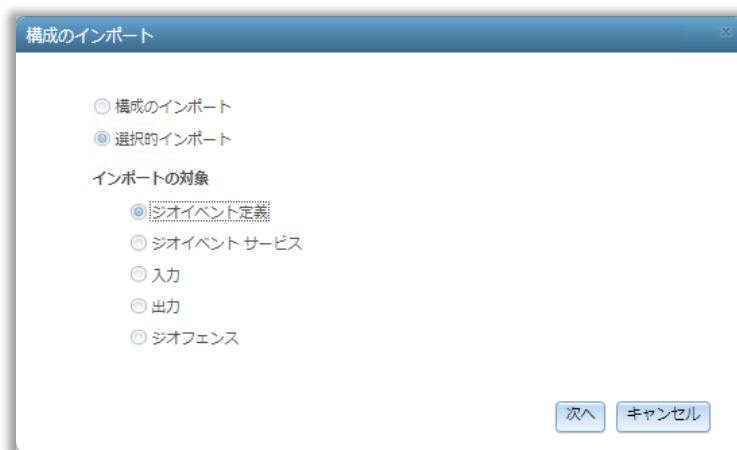 構成のインポート
構成のインポート
選択的インポート
インポートの対象
ジオイベント定義
ジオイベント サービス
入力
出力
ジオフェンス
次へ キャンセル